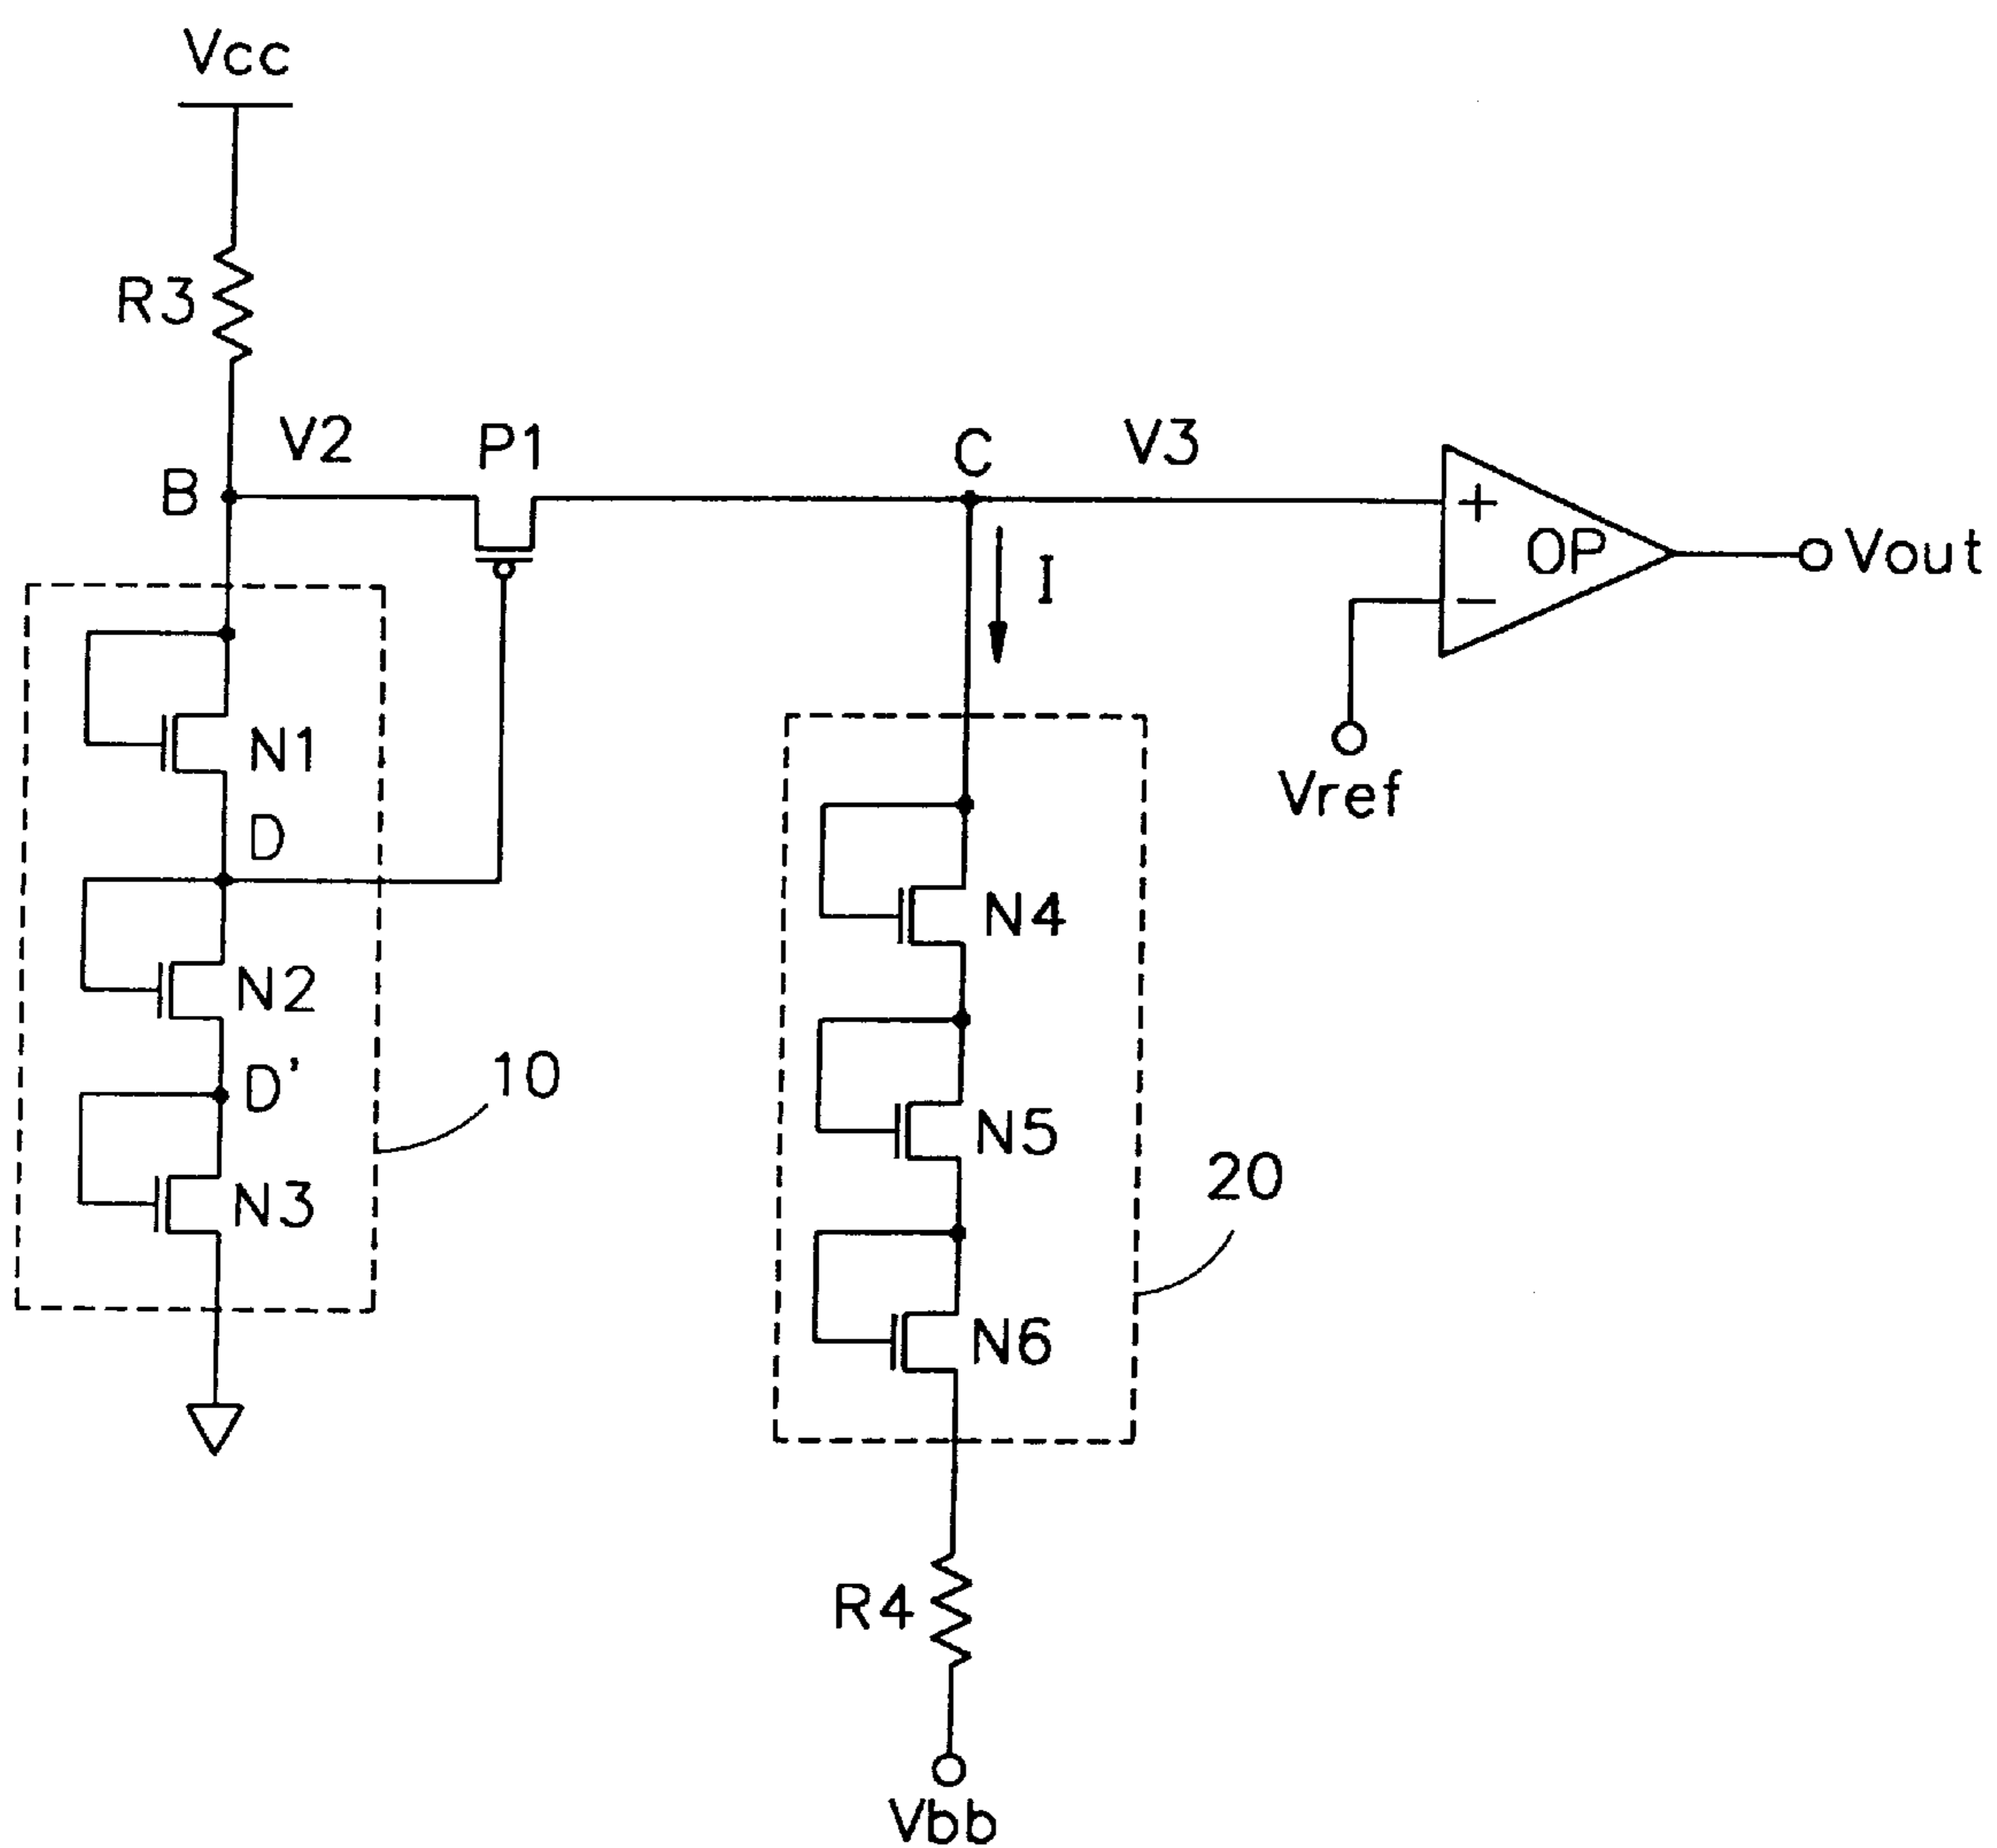 Vcc
R3
V2
P1
C
V3
B
+
OP
Vout
I
−
N1
Vref
D
N4
N2
D'
10
N5
20
N3
N6
R4
Vbb